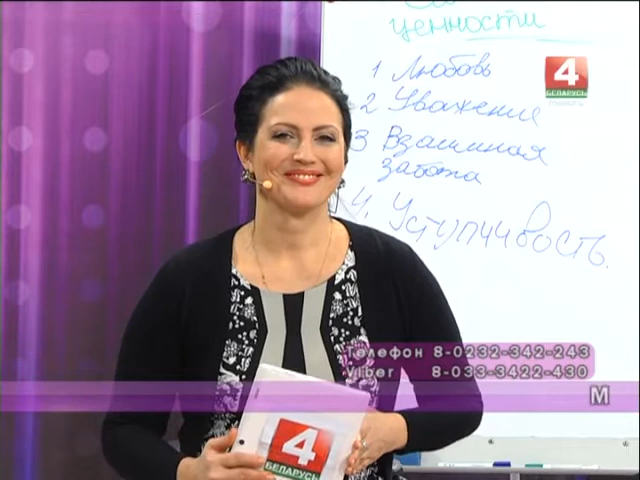 ценности
1 Любовь
2 Уважение
3 Взаимная
забота
4. Уступчивость.
4
БЕЛАРУСЬ
ГОМЕЛЬ
Телефон 8-0232-342-243
Viber 8-033-3422-430
М
4
БЕЛАРУСЬ